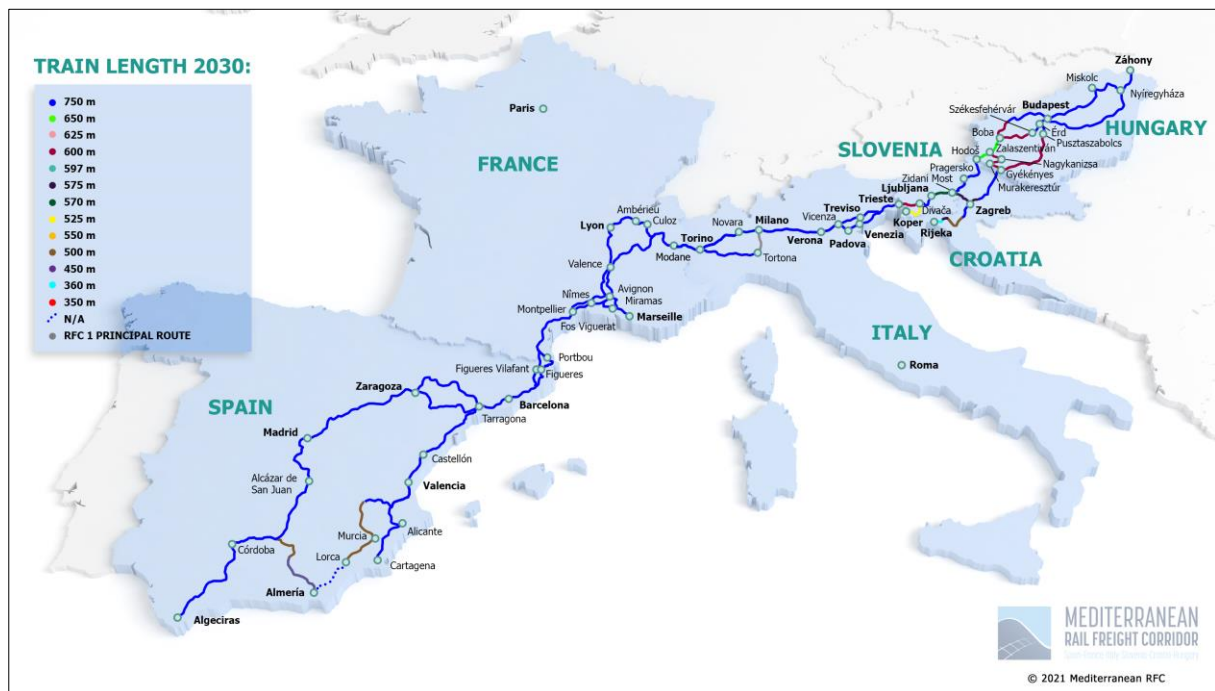 TRAIN LENGTH 2030:
750 m
650 m
625 m
600 m
597 m
575 m
570 m
525 m
550 m
500 m
450 m
360 m
350 m
N/A
RFC 1 PRINCIPAL ROUTE
Paris
FRANCE
Záhony
Miskolc
Nyíregyháza
Székesfehérvár
Budapest
HUNGARY
Boba
Érd
Pusztaszabolcs
SLOVENIA
Hodoš
Zalaszentiván
Pragersko
Nagykanizsa
Zidani Most
Gyékényes
Murakeresztúr
Ljubljana
Trieste
Treviso
Divača
Zagreb
Koper
Rijeka
CROATIA
Ambérieu
Culoz
Lyon
Novara
Milano
Vicenza
Torino
Verona
Padova
Venezia
Modane
Tortona
Valence
Avignon
Nîmes
Miramas
Montpellier
Marseille
Fos Viguerat
ITALY
Roma
Portbou
Figueres Vilafant
Figueres
Zaragoza
Barcelona
Tarragona
SPAIN
Madrid
Castellón
Alcázar de
San Juan
Valencia
Alicante
Murcia
Córdoba
Lorca
Cartagena
Almería
Algeciras
MEDITERRANEAN
RAIL FREIGHT CORRIDOR
© 2021 Mediterranean RFC